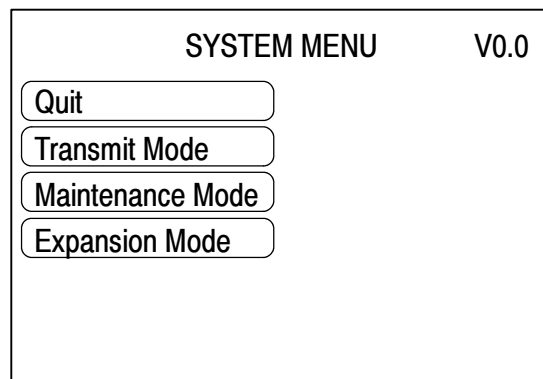 SYSTEM MENU V0.0
Quit
Transmit Mode
Maintenance Mode
Expansion Mode